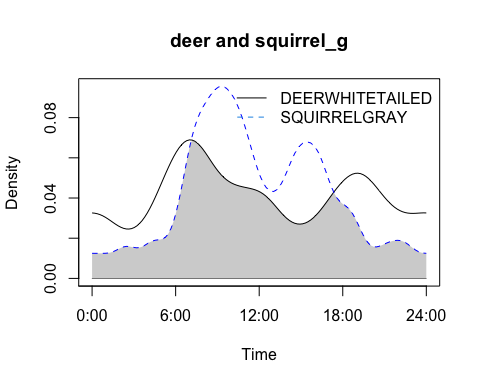 deer and squirrel_g
DEERWHITETAILED
SQUIRRELGRAY
Density
0.00
0.04
0.08
0:00
6:00
12:00
18:00
24:00
Time